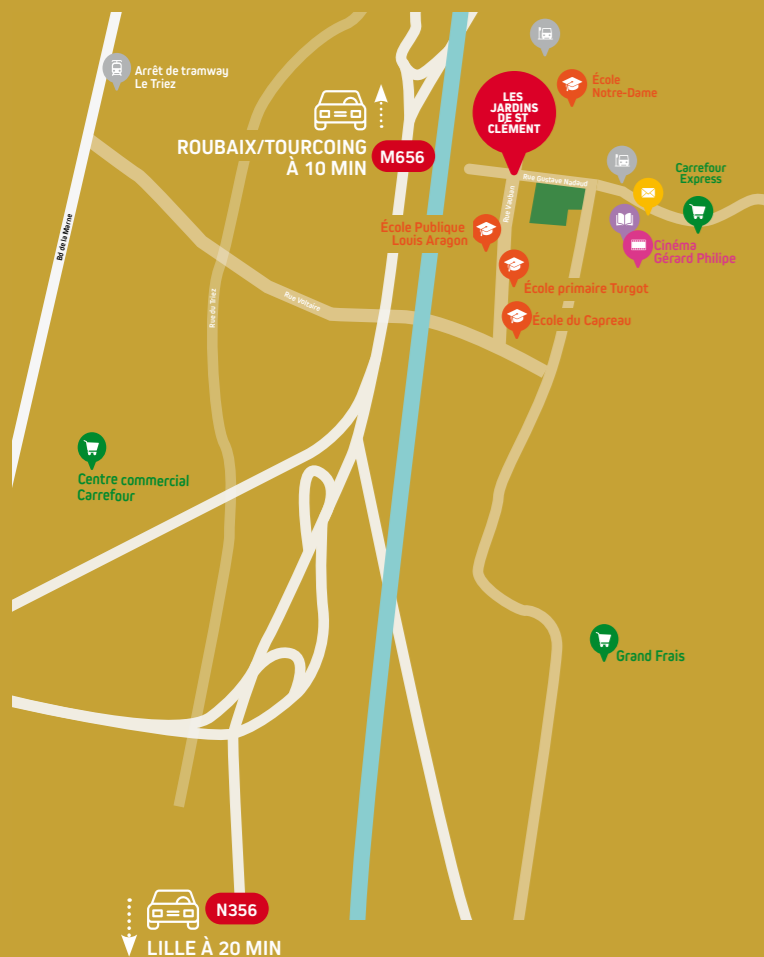 Arrêt de tramway
Le Triez
École
Notre-Dame
LES
JARDINS
DE ST
CLÉMENT
ROUBAIX/TOURCOING
À 10 MIN
M656
Carrefour
Express
Rue Gustave Nadaud
Rue Vauban
Bd de la Marne
École Publique
Louis Aragon
Cinéma
Gérard Philipe
École primaire Turgot
Rue du Triez
Rue Voltaire
École du Capreau
Centre commercial
Carrefour
Grand Frais
N356
LILLE À 20 MIN